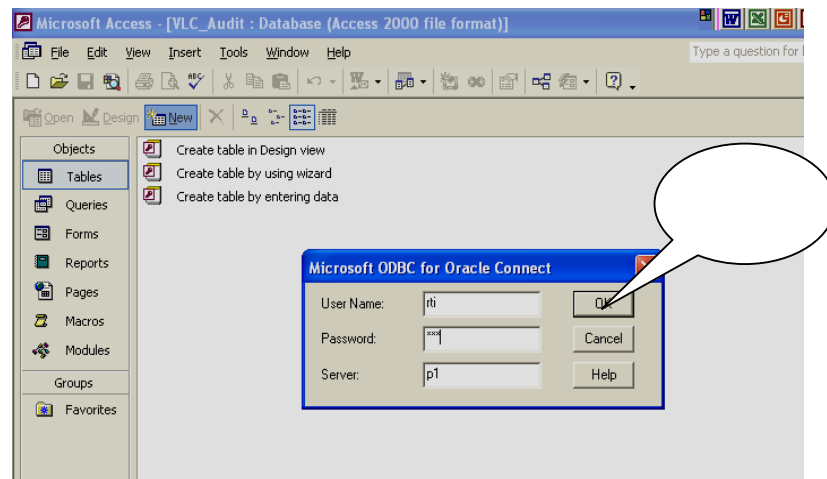 Microsoft Access - [VLC_Audit : Database (Access 2000 file format)]
File Edit View Insert Tools Window Help
Type a question for
Open Design New
Objects
Create table in Design view
Tables
Create table by using wizard
Queries
Create table by entering data
Forms
Reports
Pages
Macros
Modules
Groups
Favorites
Microsoft ODBC for Oracle Connect
User Name: rti OK
Password: *** Cancel
Server: p1 Help